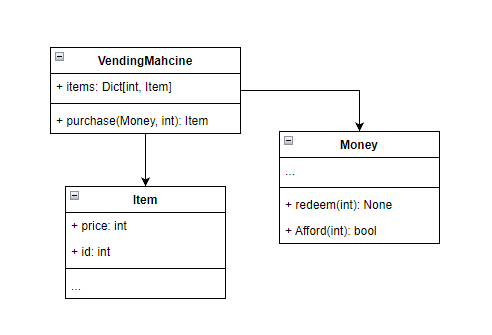 VendingMahcine
+ items: Dict[int, Item]
+ purchase(Money, int): Item
Money
...
+ redeem(int): None
+ Afford(int): bool
Item
+ price: int
+ id: int
...